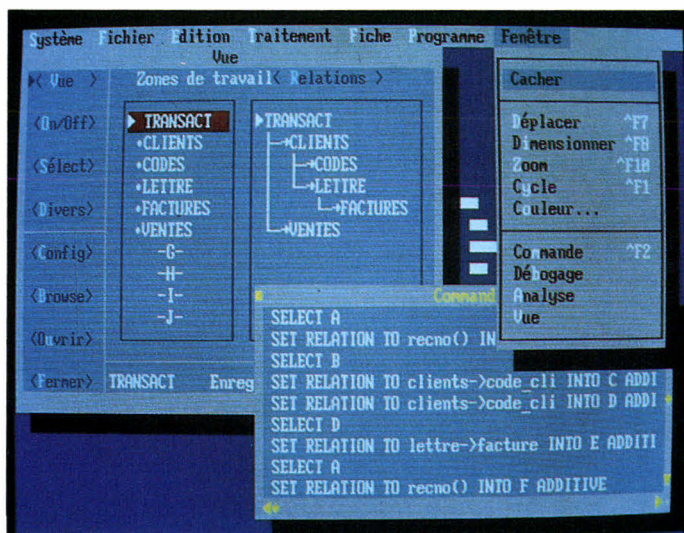 Système Fichier Edition Traitement Fiche Programme Fenêtre
Vue
< Vue >
<On/Off>
<Sélect>
<Divers>
<Config>
<Browse>
<Ouvrir>
<Fermer>
Zones de travail < Relations >
TRANSACT
CLIENTS
CODES
LETTRE
FACTURES
VENTES
-G-
-H-
-I-
-J-
TRANSACT
CLIENTS
CODES
LETTRE
FACTURES
VENTES
TRANSACT Enreg
Cacher
Déplacer ^F7
Dimensionner ^F8
Zoom ^F10
Cycle ^F1
Couleur...
Commande ^F2
Débogage
Analyse
Vue
Command
SELECT A
SET RELATION TO recno() IN
SELECT B
SET RELATION TO clients->code_cli INTO C ADDI
SET RELATION TO clients->code_cli INTO D ADDI
SELECT D
SET RELATION TO lettre->facture INTO E ADDITI
SELECT A
SET RELATION TO recno() INTO F ADDITIVE